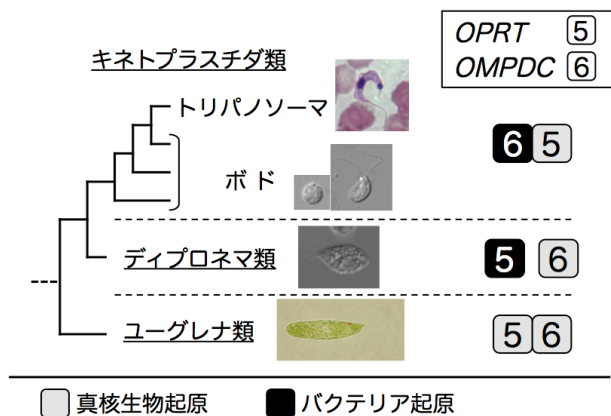 OPRT 5
OMPDC 6
キネトプラスチダ類
トリパノソーマ
6 5
ボ ド
ディプロネマ類
5 6
ユーグレナ類
5 6
真核生物起原 バクテリア起原